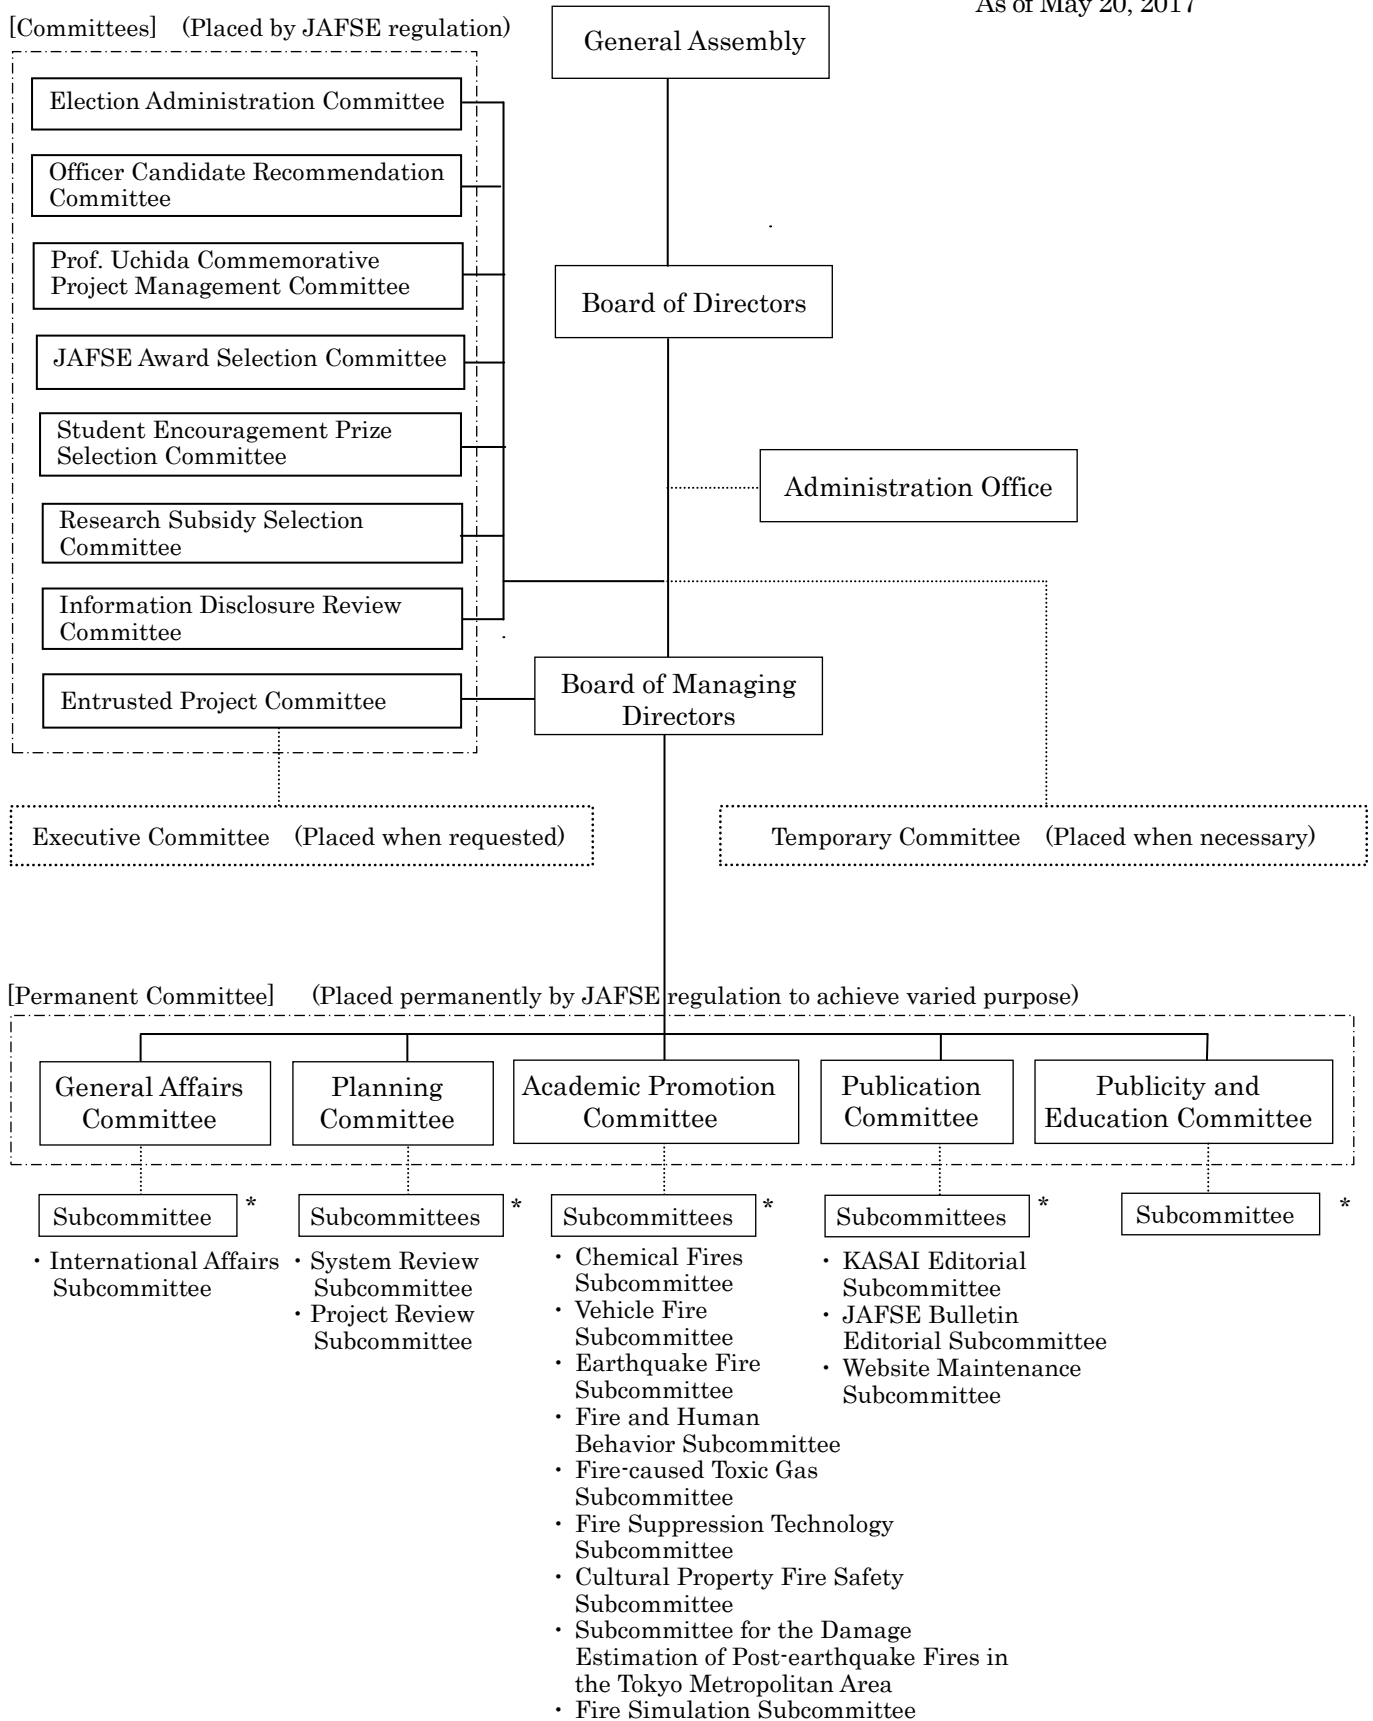 As of May 20, 2017
[Committees] (Placed by JAFSE regulation)
General Assembly
Election Administration Committee
Officer Candidate Recommendation
Committee
Prof. Uchida Commemorative
Project Management Committee
Board of Directors
JAFSE Award Selection Committee
Student Encouragement Prize
Selection Committee
Administration Office
Research Subsidy Selection
Committee
Information Disclosure Review
Committee
Board of Managing
Directors
Entrusted Project Committee
Executive Committee (Placed when requested)
Temporary Committee (Placed when necessary)
[Permanent Committee] (Placed permanently by JAFSE regulation to achieve varied purpose)
General Affairs
Committee
Planning
Committee
Academic Promotion
Committee
Publication
Committee
Publicity and
Education Committee
Subcommittee *
・International Affairs
Subcommittee
Subcommittees *
・System Review
Subcommittee
・Project Review
Subcommittee
Subcommittees *
・Chemical Fires
Subcommittee
・Vehicle Fire
Subcommittee
・Earthquake Fire
Subcommittee
・Fire and Human
Behavior Subcommittee
・Fire-caused Toxic Gas
Subcommittee
・Fire Suppression Technology
Subcommittee
・Cultural Property Fire Safety
Subcommittee
・Subcommittee for the Damage
Estimation of Post-earthquake Fires in
the Tokyo Metropolitan Area
・Fire Simulation Subcommittee
Subcommittees *
・KASAI Editorial
Subcommittee
・JAFSE Bulletin
Editorial Subcommittee
・Website Maintenance
Subcommittee
Subcommittee *